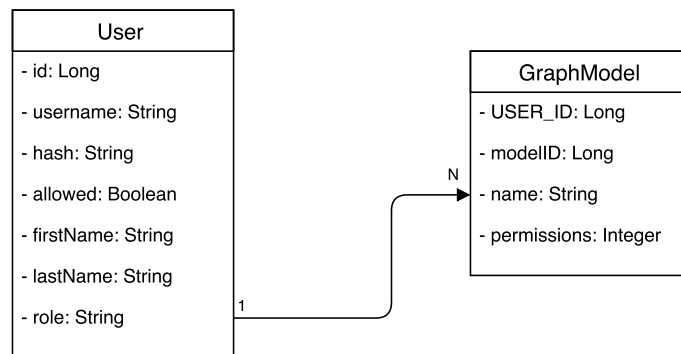 User
- id: Long
- username: String
- hash: String
- allowed: Boolean
- firstName: String
- lastName: String
- role: String
1
N
GraphModel
- USER_ID: Long
- modelID: Long
- name: String
- permissions: Integer